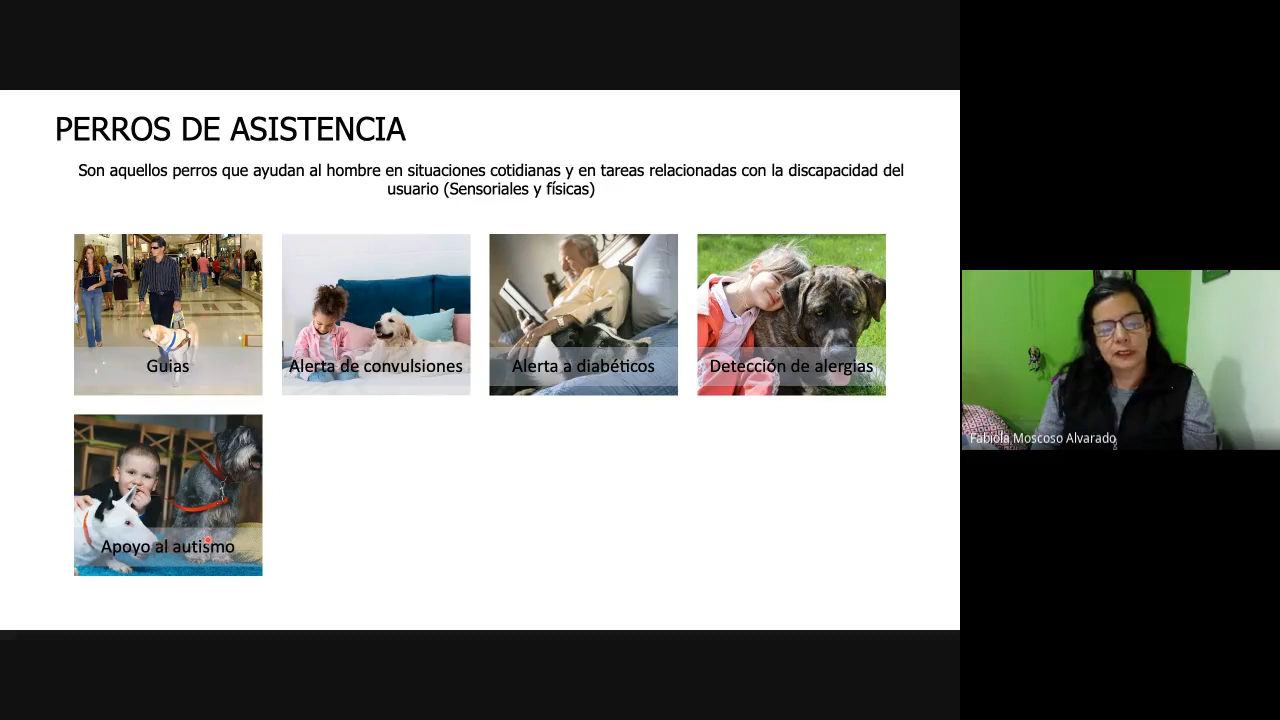 PERROS DE ASISTENCIA
Son aquellos perros que ayudan al hombre en situaciones cotidianas y en tareas relacionadas con la discapacidad del
usuario (Sensoriales y físicas)
Guias
Alerta de convulsiones
Alerta a diabéticos
Detección de alergias
Apoyo al autismo
Fabiola Moscoso Alvarado